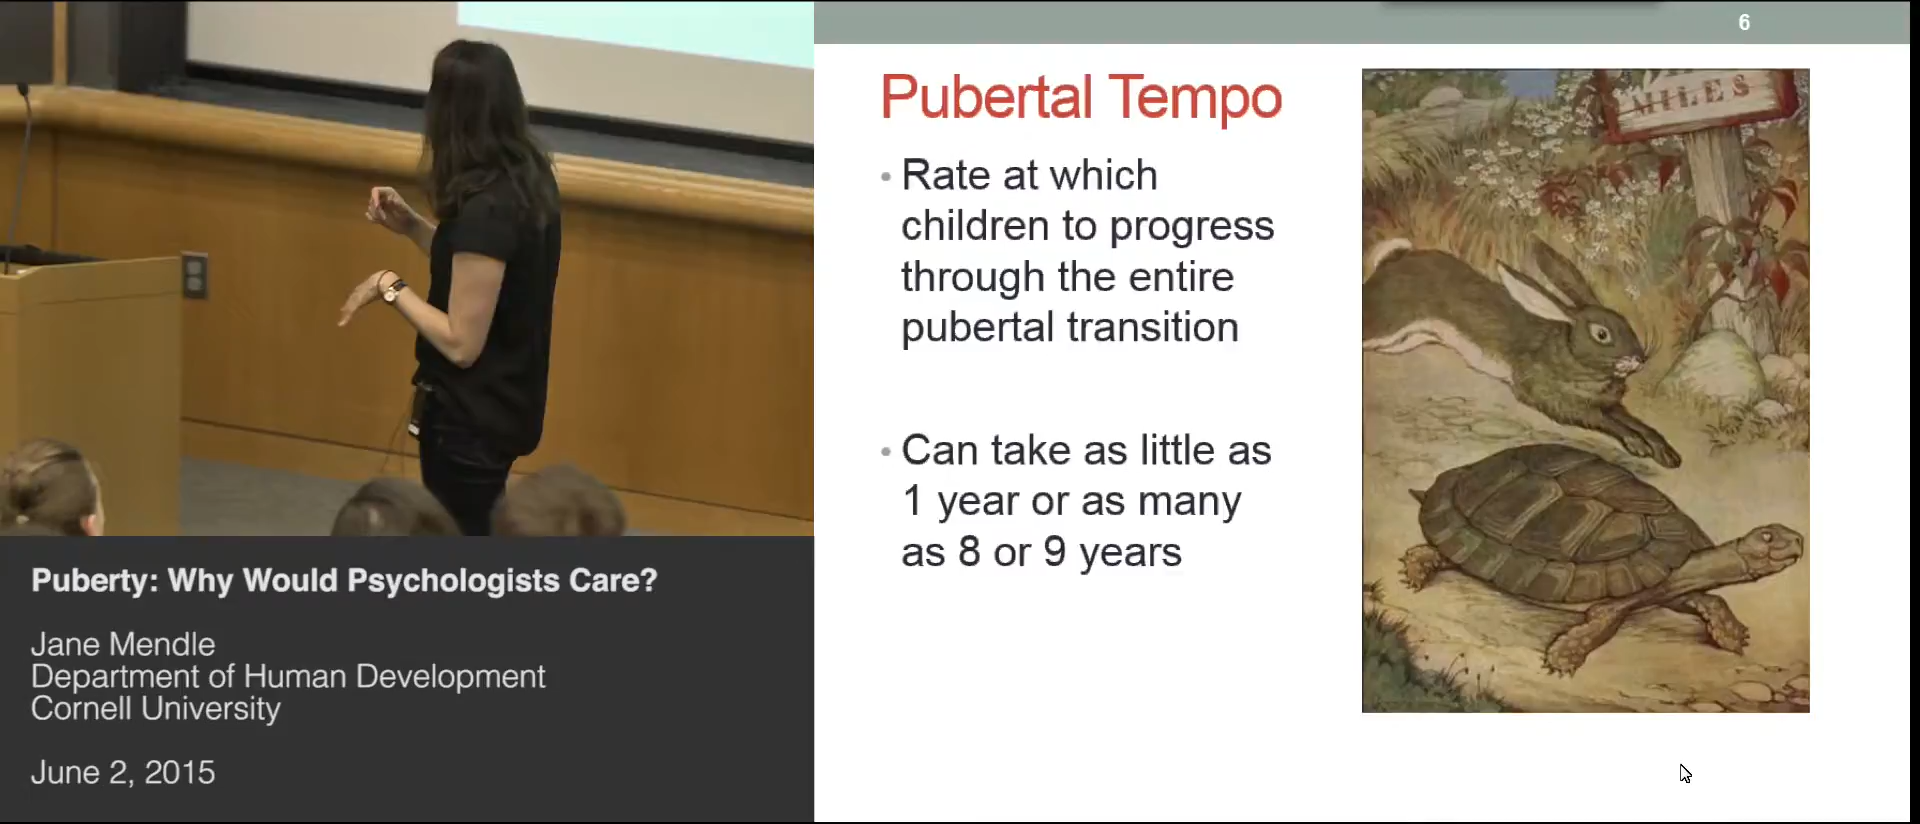 6
Pubertal Tempo
• Rate at which
children to progress
through the entire
pubertal transition
• Can take as little as
1 year or as many
as 8 or 9 years
MILES
Puberty: Why Would Psychologists Care?
Jane Mendle
Department of Human Development
Cornell University
June 2, 2015